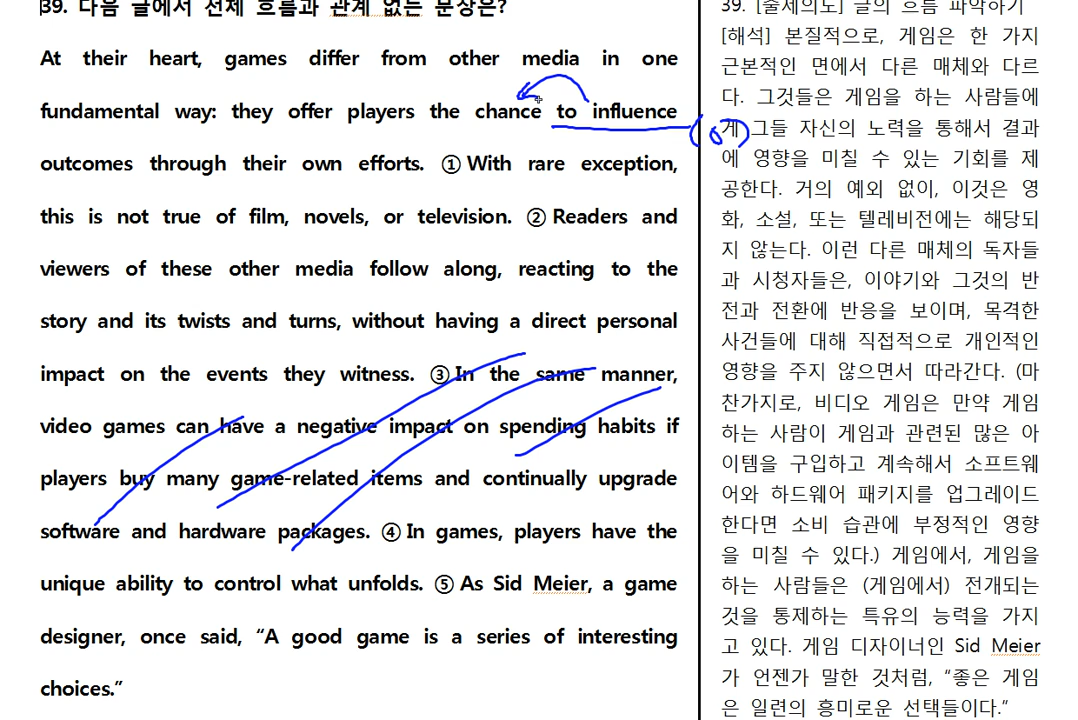 39. 다음 글에서 전체 흐름과 관계 없는 문장은?
At their heart, games differ from other media in one
fundamental way: they offer players the chance to influence
outcomes through their own efforts. ① With rare exception,
this is not true of film, novels, or television. ② Readers and
viewers of these other media follow along, reacting to the
story and its twists and turns, without having a direct personal
impact on the events they witness. ③ In the same manner,
video games can have a negative impact on spending habits if
players buy many game-related items and continually upgrade
software and hardware packages. ④ In games, players have the
unique ability to control what unfolds. ⑤ As Sid Meier, a game
designer, once said, “A good game is a series of interesting
choices.”
39. [출제의도] 글의 흐름 파악하기
[해석] 본질적으로, 게임은 한 가지
근본적인 면에서 다른 매체와 다르
다. 그것들은 게임을 하는 사람들에
게 그들 자신의 노력을 통해서 결과
에 영향을 미칠 수 있는 기회를 제
공한다. 거의 예외 없이, 이것은 영
화, 소설, 또는 텔레비전에는 해당되
지 않는다. 이런 다른 매체의 독자들
과 시청자들은, 이야기와 그것의 반
전과 전환에 반응을 보이며, 목격한
사건들에 대해 직접적으로 개인적인
영향을 주지 않으면서 따라간다. (마
찬가지로, 비디오 게임은 만약 게임
하는 사람이 게임과 관련된 많은 아
이템을 구입하고 계속해서 소프트웨
어와 하드웨어 패키지를 업그레이드
한다면 소비 습관에 부정적인 영향
을 미칠 수 있다.) 게임에서, 게임을
하는 사람들은 (게임에서) 전개되는
것을 통제하는 특유의 능력을 가지
고 있다. 게임 디자이너인 Sid Meier
가 언젠가 말한 것처럼, “좋은 게임
은 일련의 흥미로운 선택들이다.”